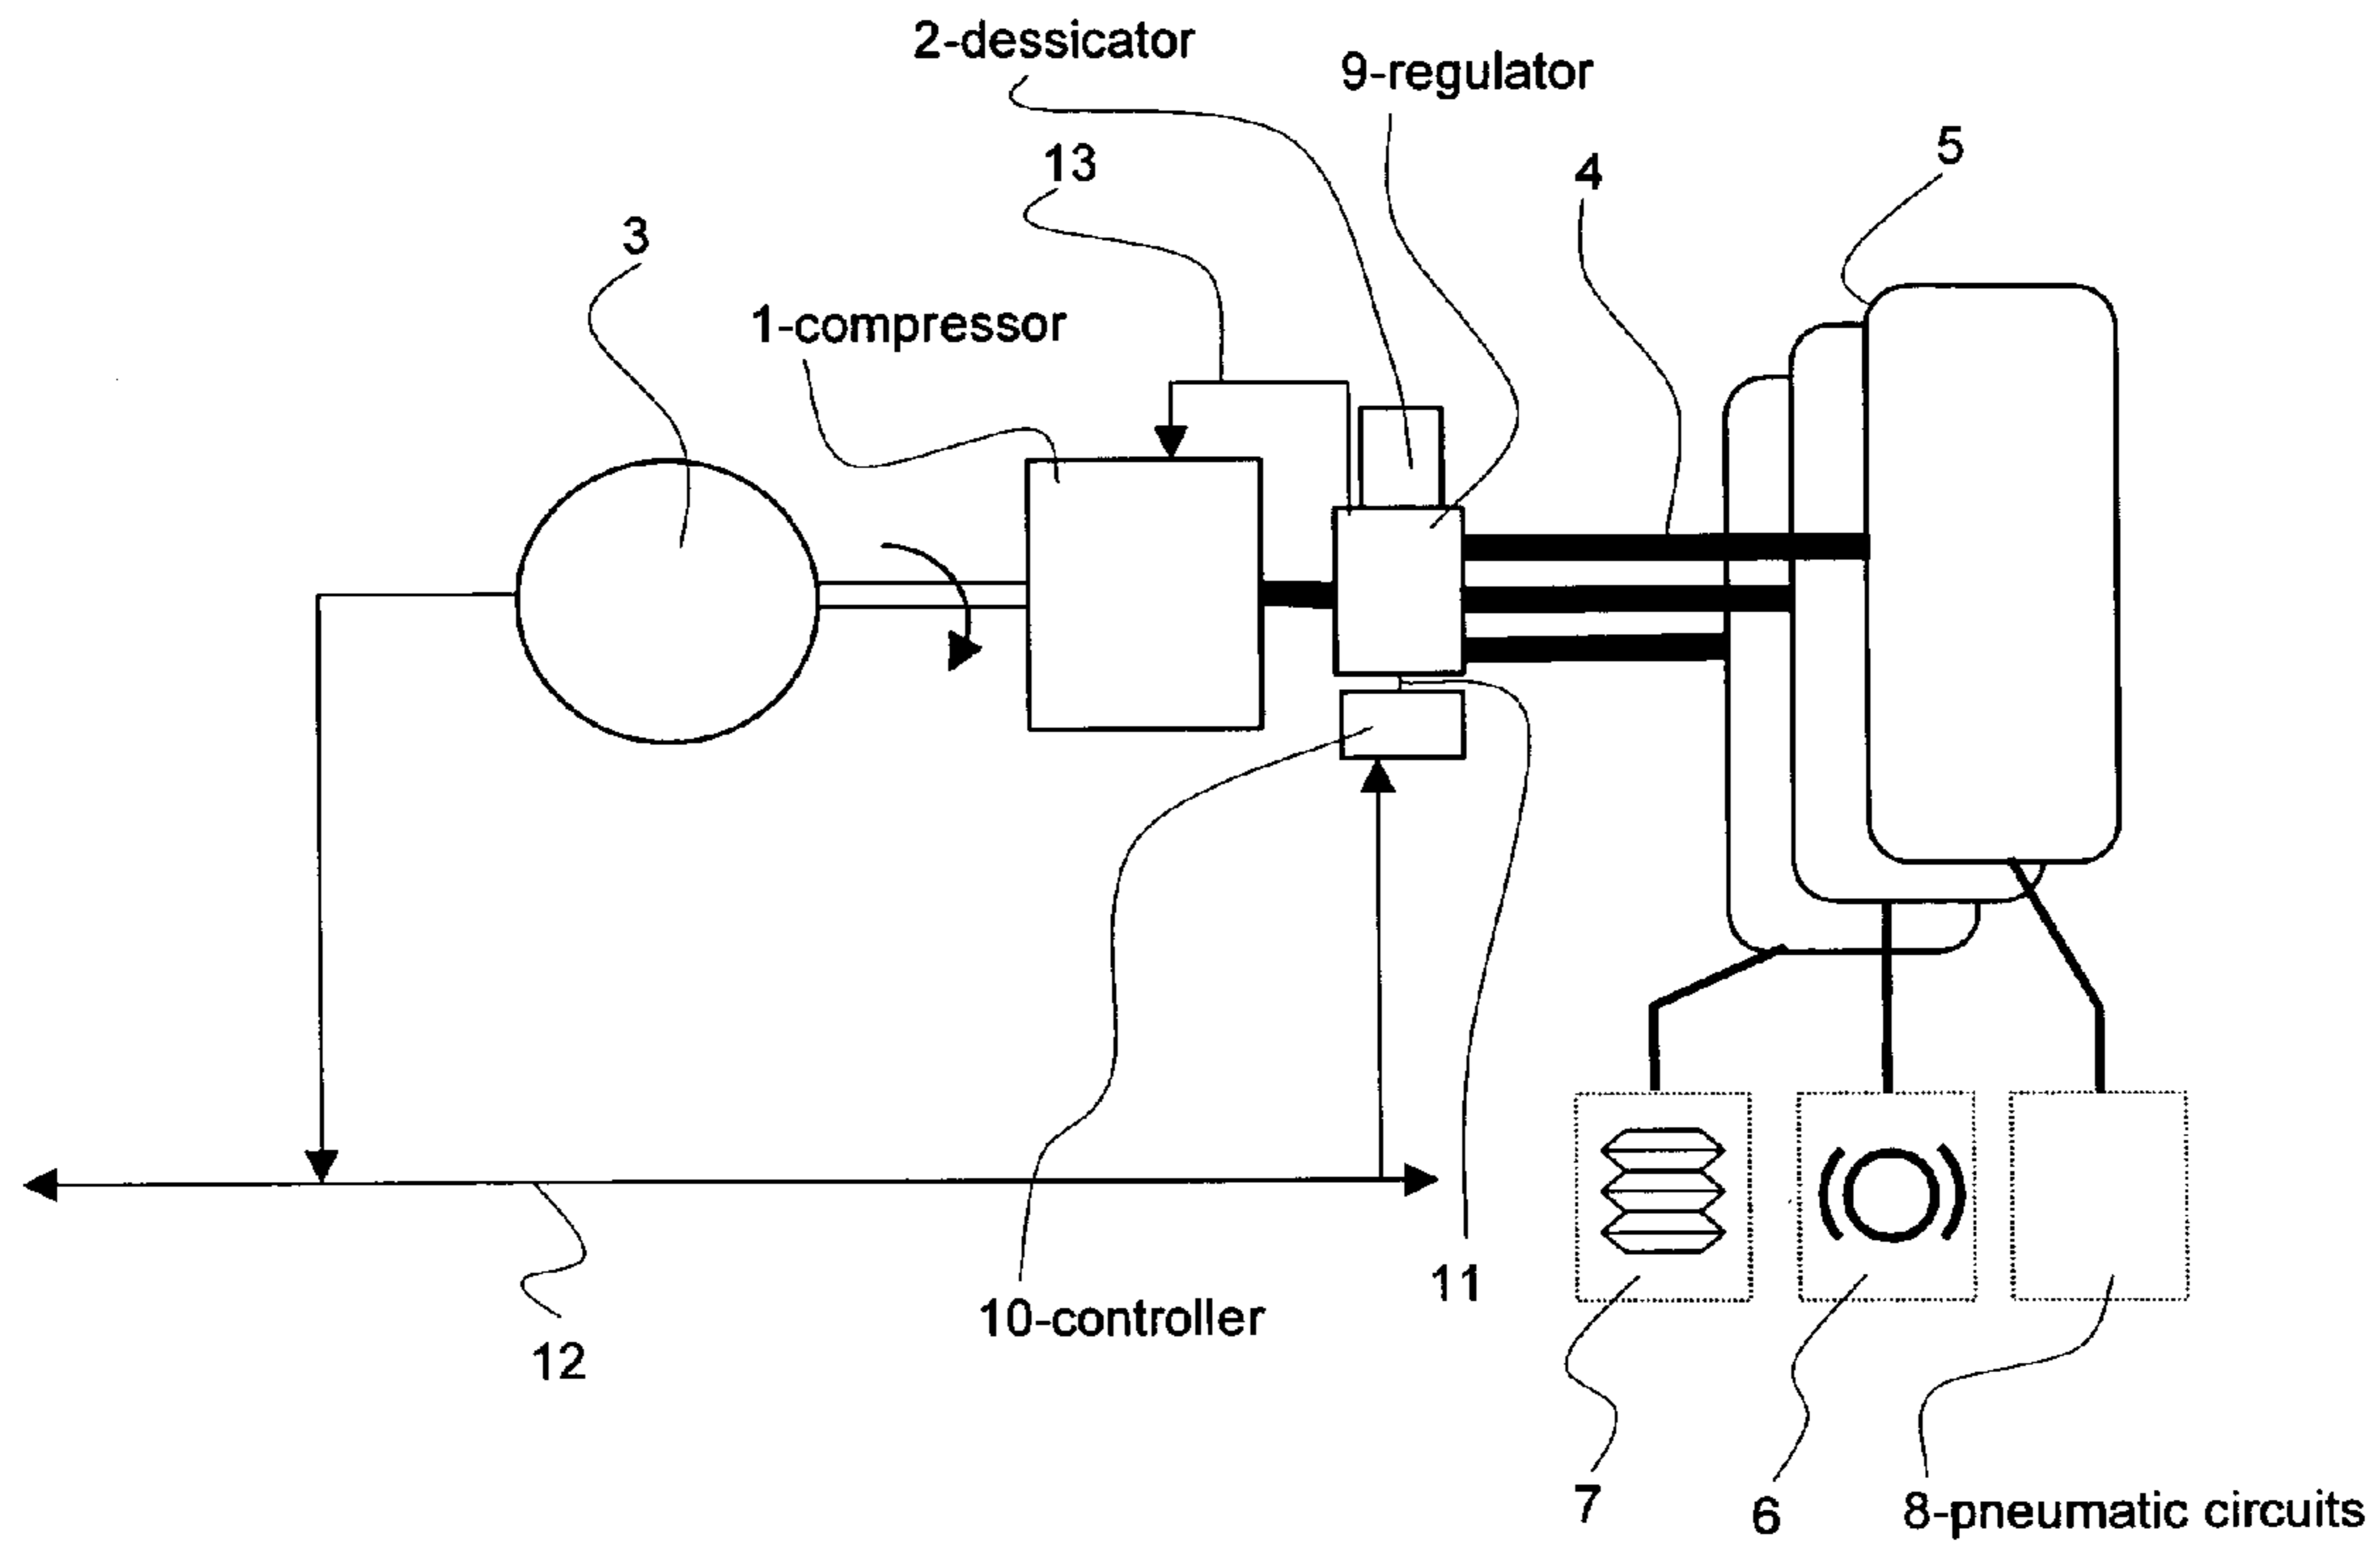 2-dessicator
9-regulator
13
4
5
3
1-compressor
11
10-controller
12
7
6
8-pneumatic circuits